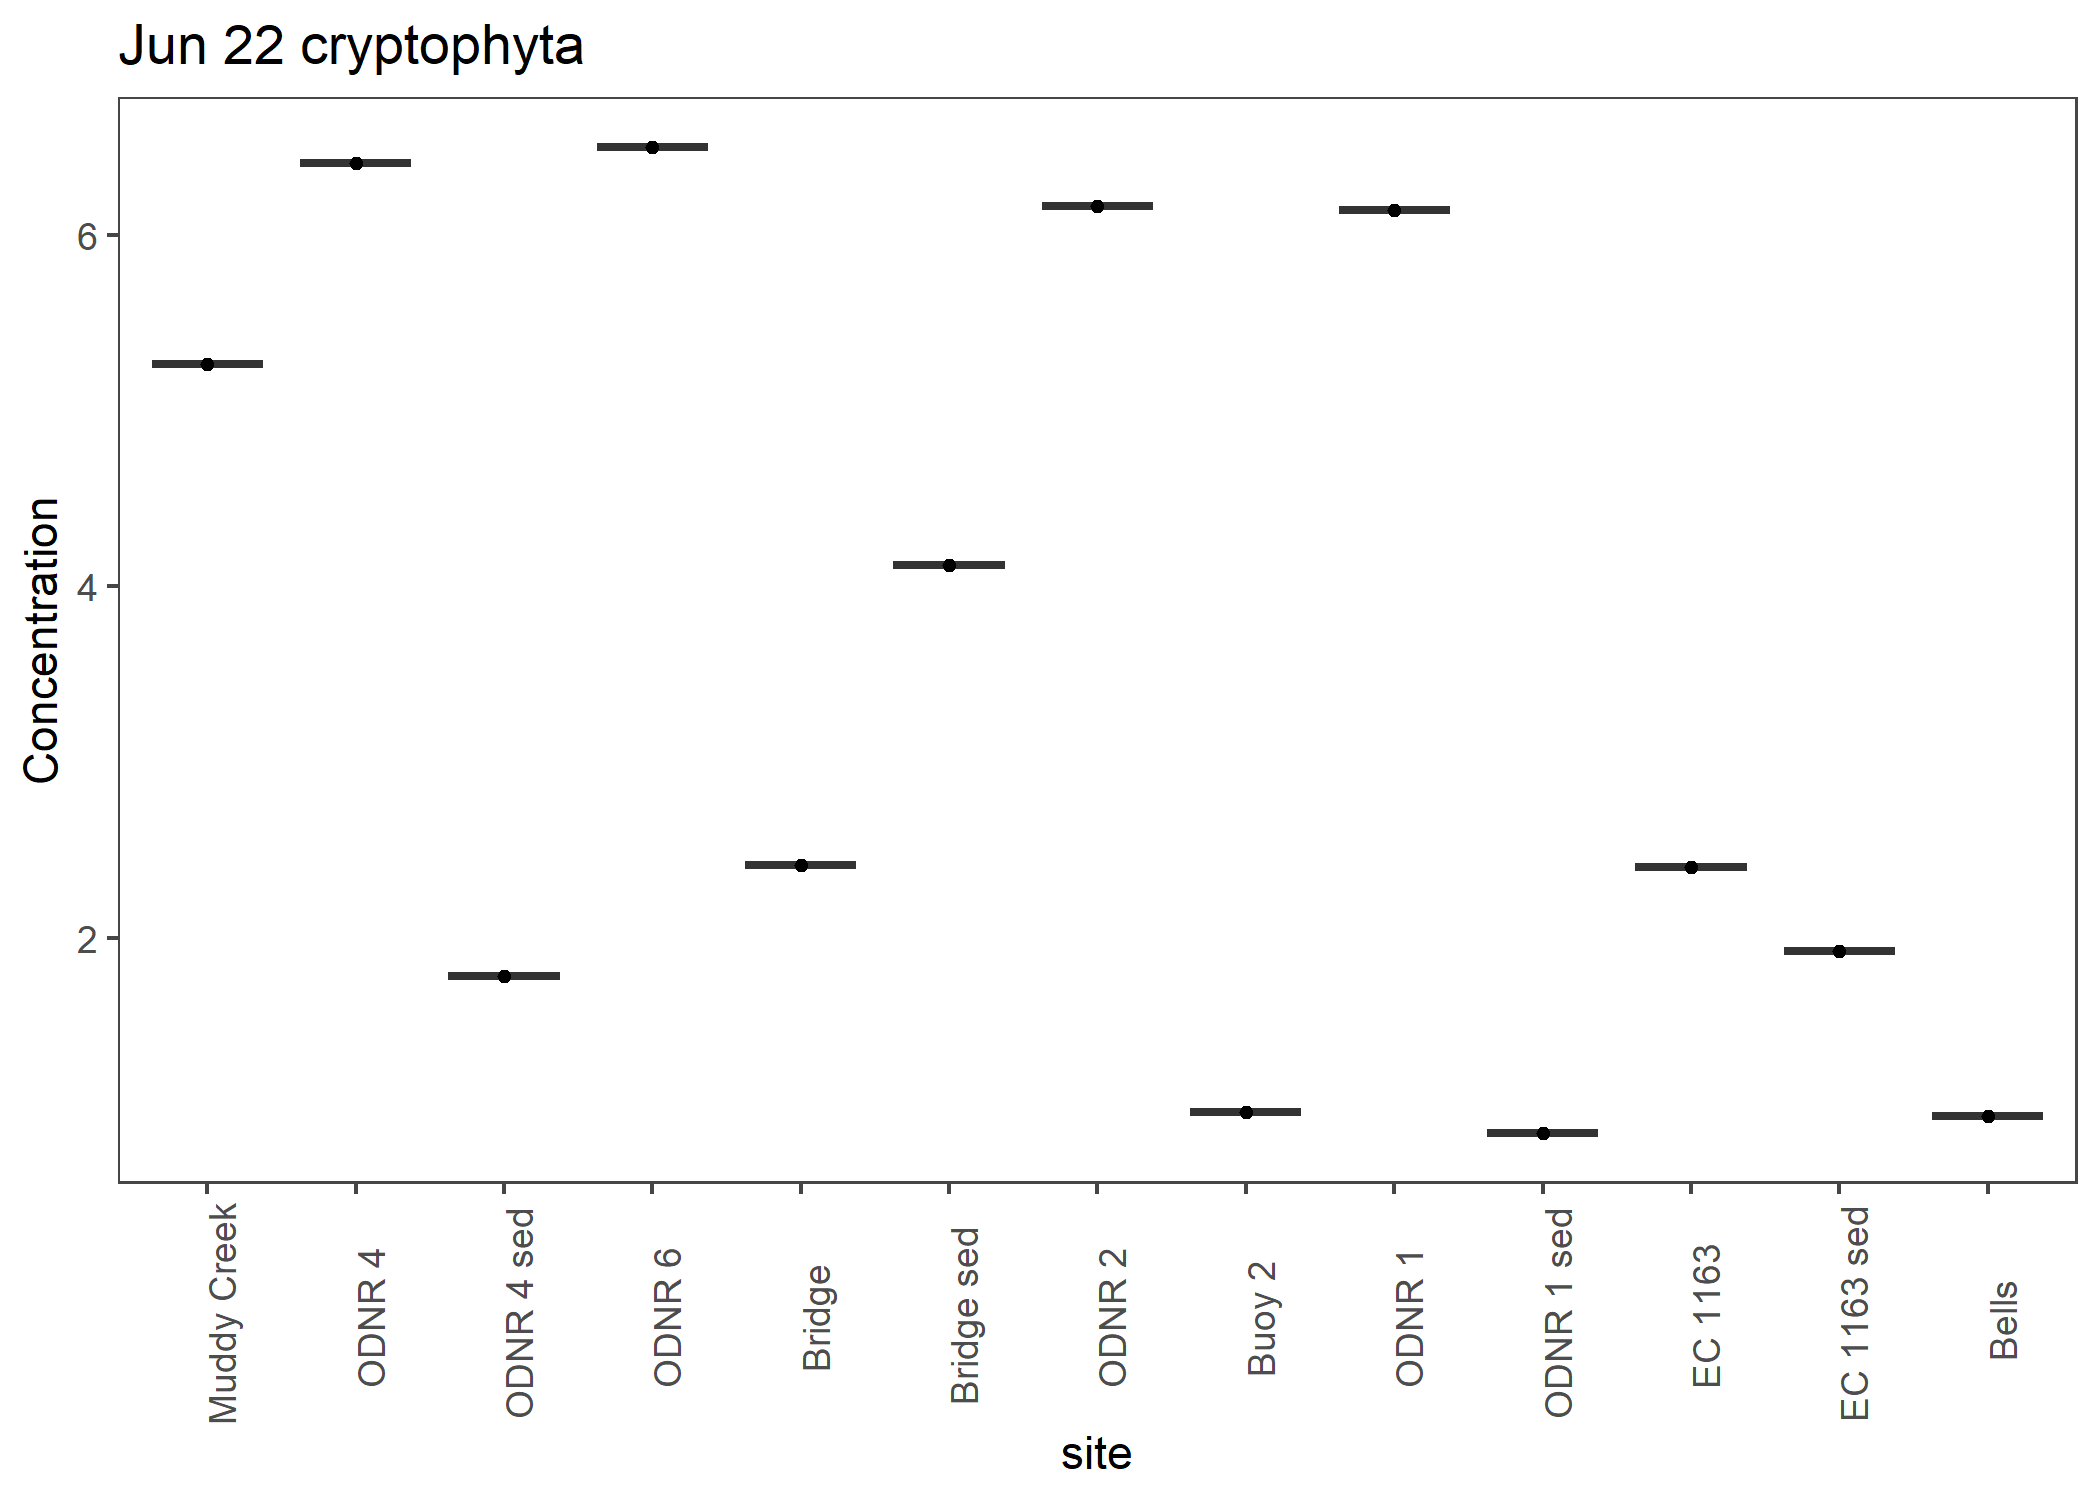 Jun 22 cryptophyta
Concentration
6
4
2
Muddy Creek
ODNR 4
ODNR 4 sed
ODNR 6
Bridge
Bridge sed
ODNR 2
Buoy 2
ODNR 1
ODNR 1 sed
EC 1163
EC 1163 sed
Bells
site